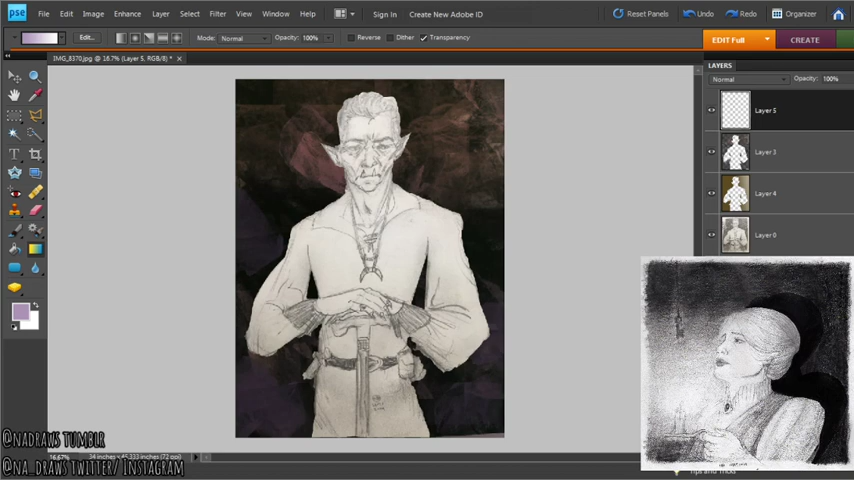 pse File Edit Image Enhance Layer Select Filter View Window Help Sign In Create New Adobe ID Reset Panels Undo Redo Organizer
Edit... Mode: Normal Opacity: 100% Reverse Dither Transparency EDIT Full CREATE
IMG_8370.jpg @ 16.7% (Layer 5, RGB/8) *
LAYERS
Normal Opacity: 100%
Layer 5
Layer 3
Layer 4
Layer 0
@nadraws tumblr
@na_draws twitter/ Instagram